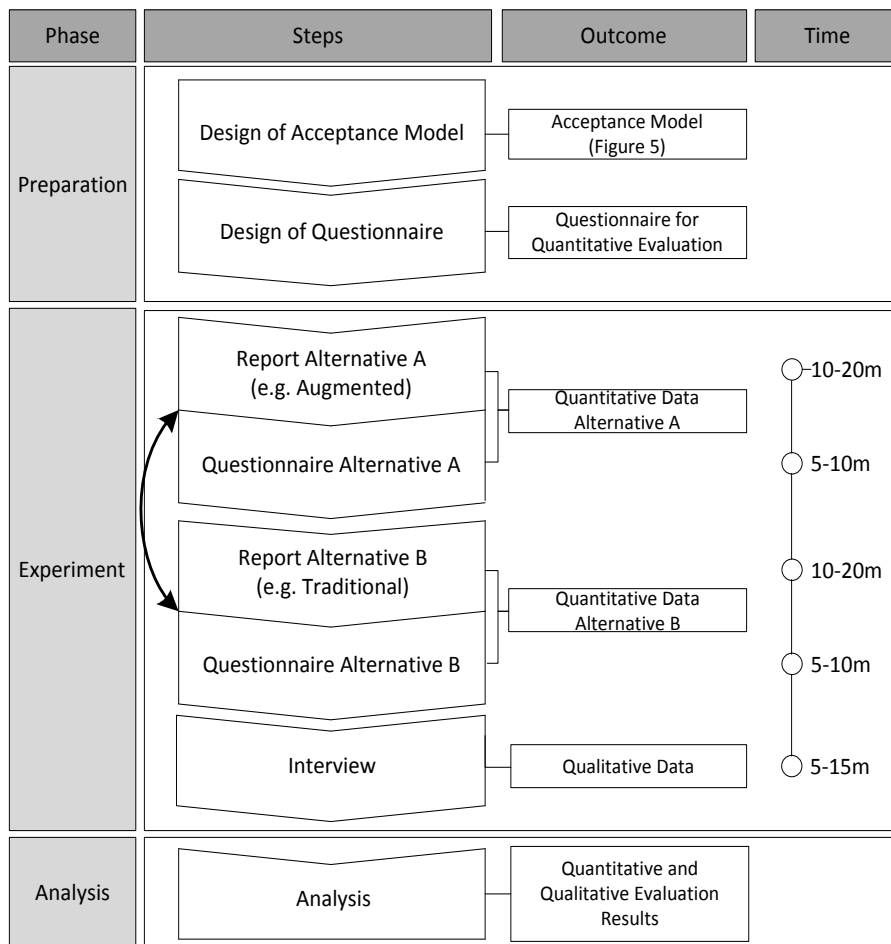 Phase
Steps
Outcome
Time
Preparation
Design of Acceptance Model
Acceptance Model
(Figure 5)
Design of Questionnaire
Questionnaire for
Quantitative Evaluation
Experiment
Report Alternative A
(e.g. Augmented)
Quantitative Data
Alternative A
10-20m
Questionnaire Alternative A
5-10m
Report Alternative B
(e.g. Traditional)
Quantitative Data
Alternative B
10-20m
Questionnaire Alternative B
5-10m
Interview
Qualitative Data
5-15m
Analysis
Analysis
Quantitative and
Qualitative Evaluation
Results